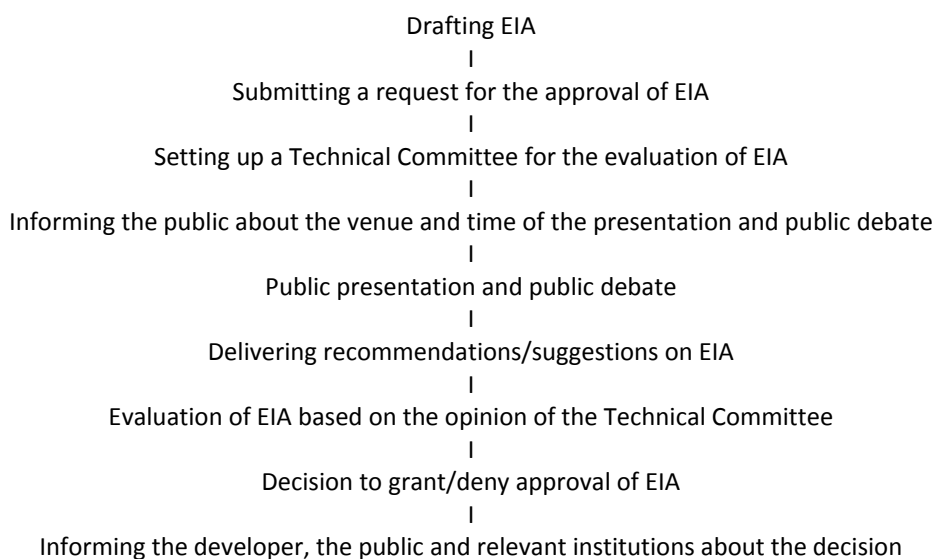 Drafting EIA
I
Submitting a request for the approval of EIA
I
Setting up a Technical Committee for the evaluation of EIA
I
Informing the public about the venue and time of the presentation and public debate
I
Public presentation and public debate
I
Delivering recommendations/suggestions on EIA
I
Evaluation of EIA based on the opinion of the Technical Committee
I
Decision to grant/deny approval of EIA
I
Informing the developer, the public and relevant institutions about the decision